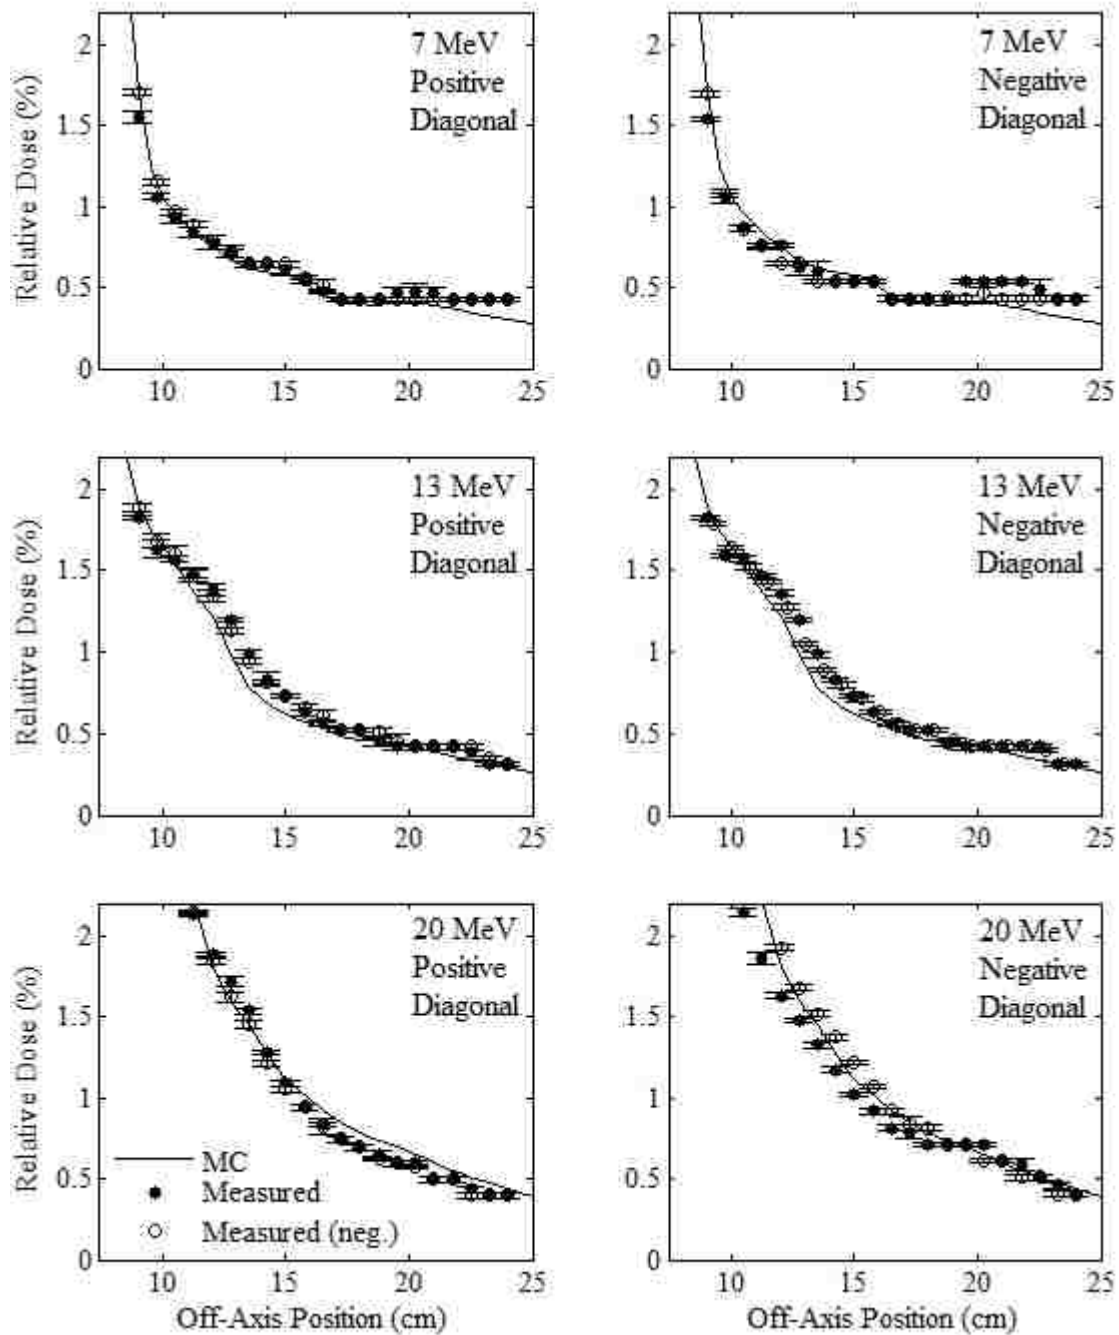 7 MeV
Positive
Diagonal
2
1.5
1
0.5
0
10 15 20 25
Relative Dose (%)
7 MeV
Negative
Diagonal
2
1.5
1
0.5
0
10 15 20 25
13 MeV
Positive
Diagonal
2
1.5
1
0.5
0
10 15 20 25
Relative Dose (%)
13 MeV
Negative
Diagonal
2
1.5
1
0.5
0
10 15 20 25
20 MeV
Positive
Diagonal
2
1.5
1
0.5
0
10 15 20 25
Relative Dose (%)
MC
Measured
Measured (neg.)
Off-Axis Position (cm)
20 MeV
Negative
Diagonal
2
1.5
1
0.5
0
10 15 20 25
Off-Axis Position (cm)